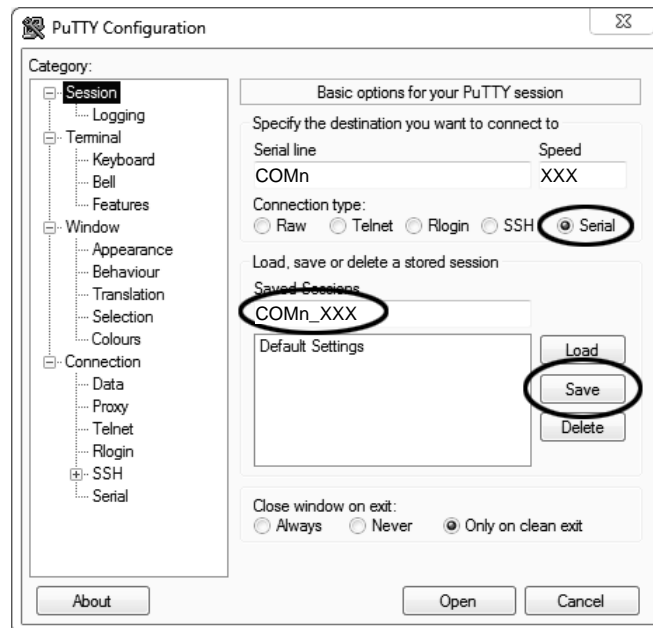 PuTTY Configuration
Category:
Session
Logging
Terminal
Keyboard
Bell
Features
Window
Appearance
Behaviour
Translation
Selection
Colours
Connection
Data
Proxy
Telnet
Rlogin
SSH
Serial
Basic options for your PuTTY session
Specify the destination you want to connect to
Serial line Speed
COMn XXX
Connection type:
Raw Telnet Rlogin SSH Serial
Load, save or delete a stored session
Saved Sessions
COMn_XXX
Default Settings
Load
Save
Delete
Close window on exit:
Always Never Only on clean exit
About Open Cancel